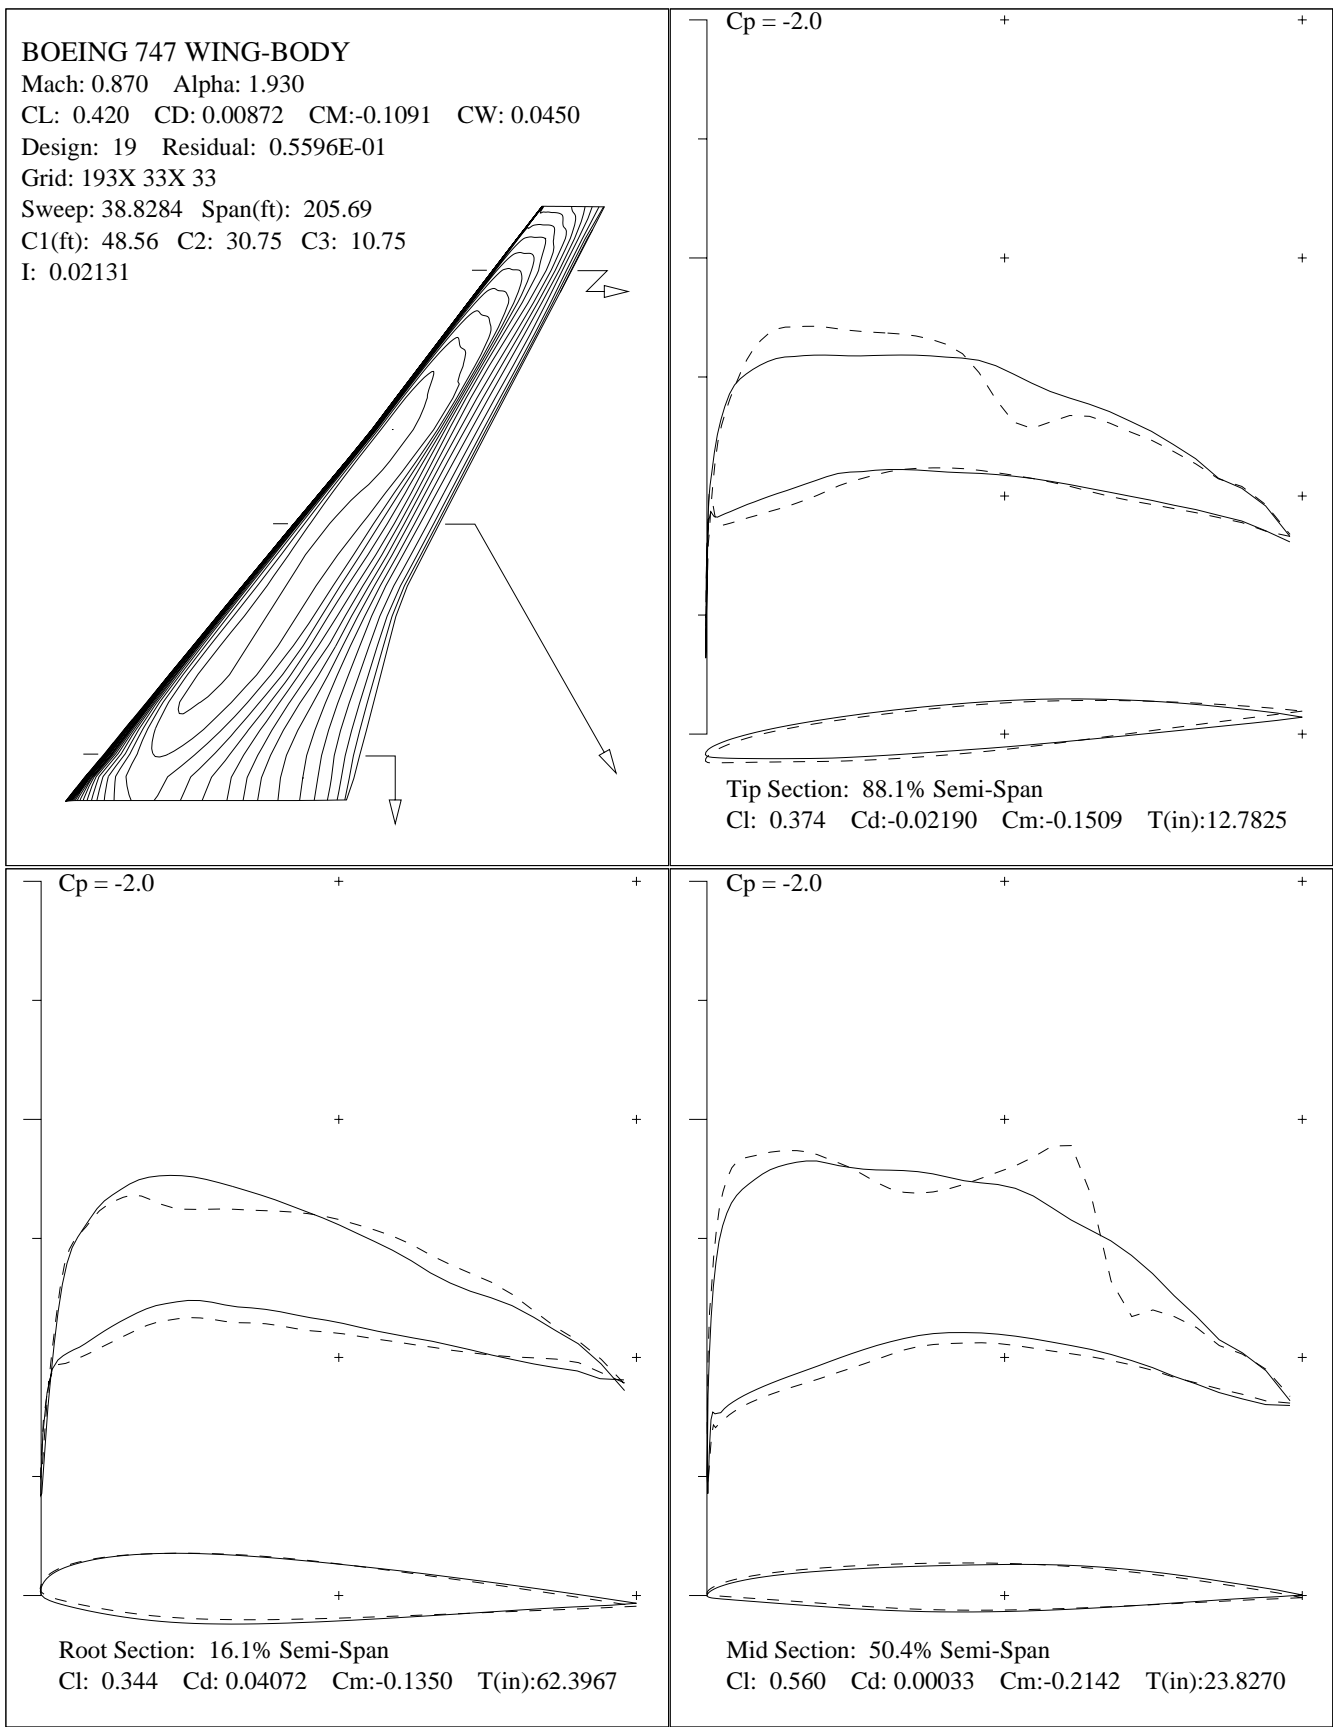 BOEING 747 WING-BODY
Mach: 0.870 Alpha: 1.930
CL: 0.420 CD: 0.00872 CM:-0.1091 CW: 0.0450
Design: 19 Residual: 0.5596E-01
Grid: 193X 33X 33
Sweep: 38.8284 Span(ft): 205.69
C1(ft): 48.56 C2: 30.75 C3: 10.75
I: 0.02131
Cp = -2.0
Tip Section: 88.1% Semi-Span
Cl: 0.374 Cd:-0.02190 Cm:-0.1509 T(in):12.7825
Cp = -2.0
Root Section: 16.1% Semi-Span
Cl: 0.344 Cd: 0.04072 Cm:-0.1350 T(in):62.3967
Cp = -2.0
Mid Section: 50.4% Semi-Span
Cl: 0.560 Cd: 0.00033 Cm:-0.2142 T(in):23.8270